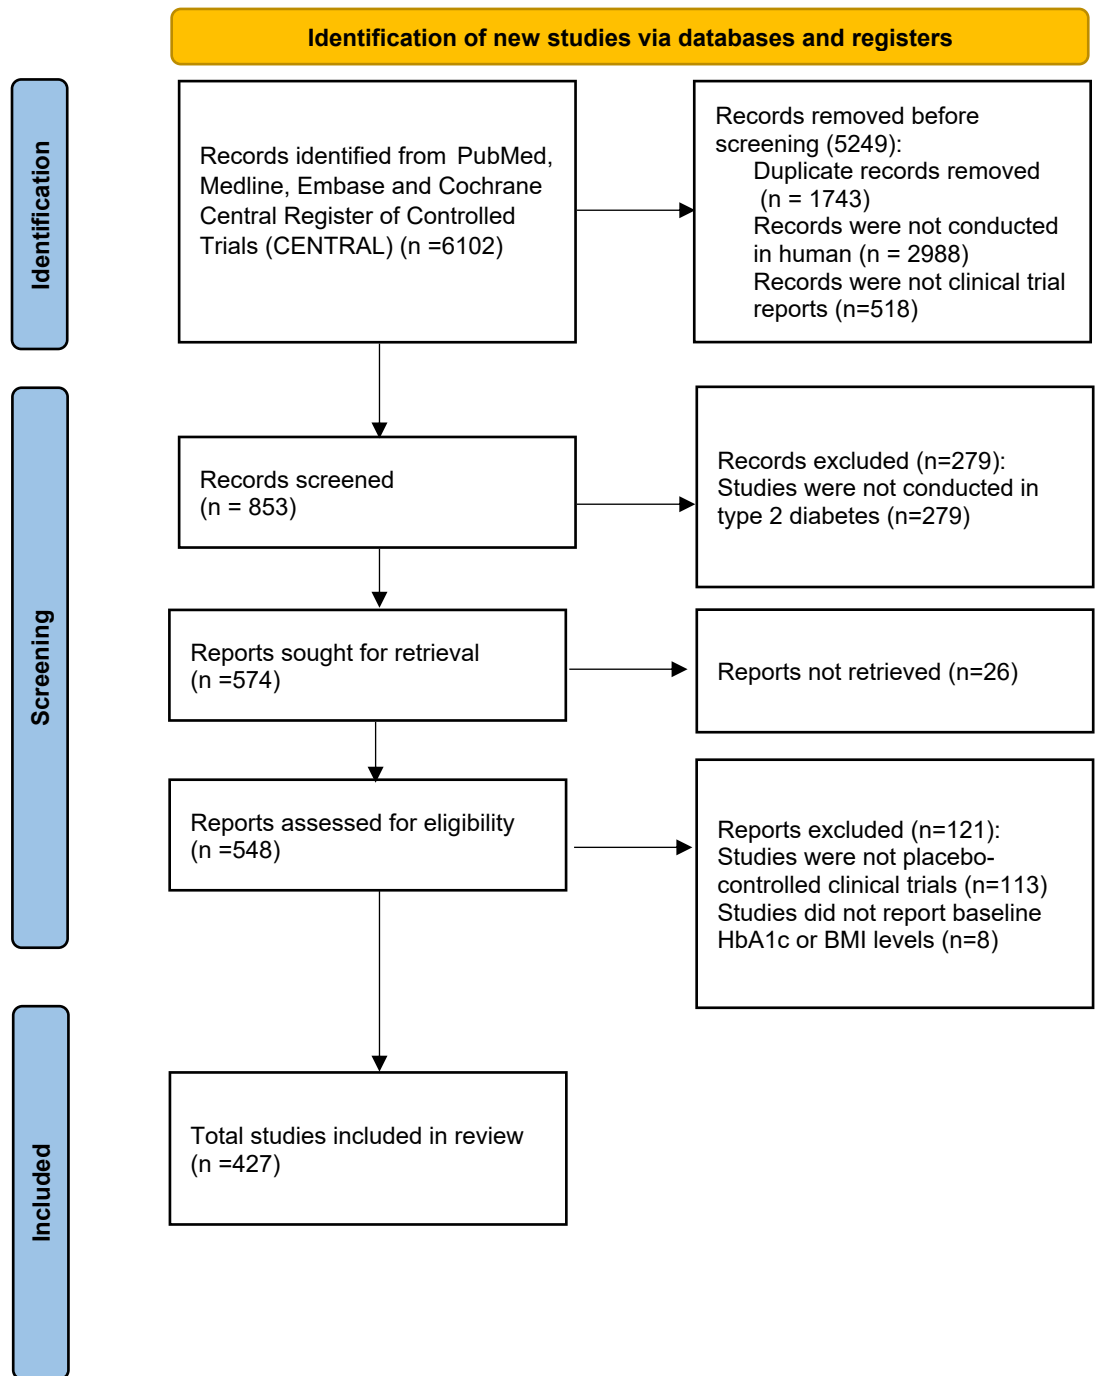 Identification of new studies via databases and registers
Identification
Records identified from PubMed,
Medline, Embase and Cochrane
Central Register of Controlled
Trials (CENTRAL) (n =6102)
Records removed before
screening (5249):
Duplicate records removed
(n = 1743)
Records were not conducted
in human (n = 2988)
Records were not clinical trial
reports (n=518)
Screening
Records screened
(n = 853)
Records excluded (n=279):
Studies were not conducted in
type 2 diabetes (n=279)
Reports sought for retrieval
(n =574)
Reports not retrieved (n=26)
Reports assessed for eligibility
(n =548)
Reports excluded (n=121):
Studies were not placebo-
controlled clinical trials (n=113)
Studies did not report baseline
HbA1c or BMI levels (n=8)
Included
Total studies included in review
(n =427)